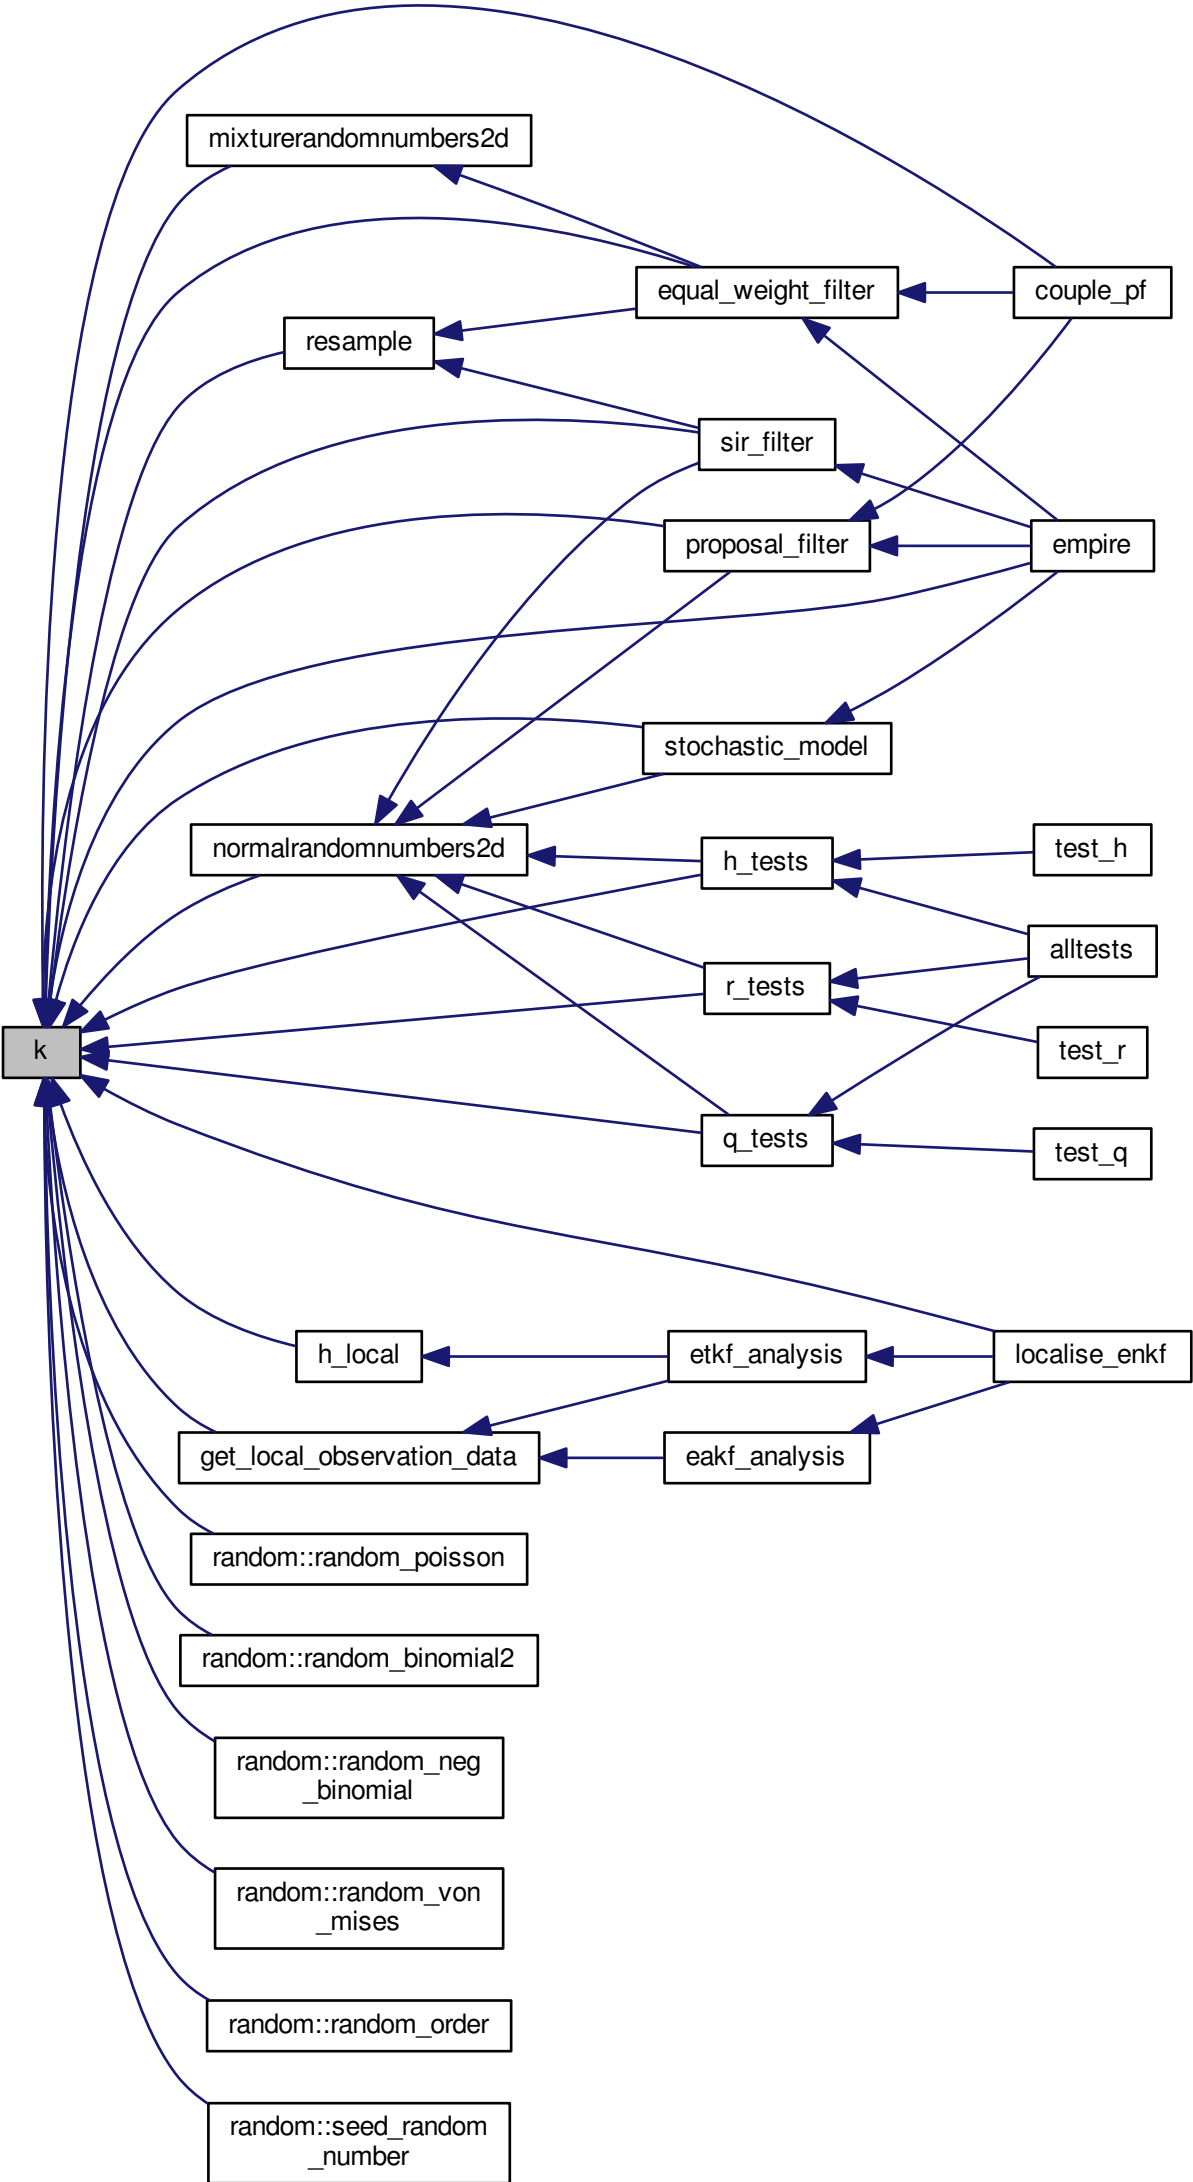 mixturerandomnumbers2d
equal_weight_filter
couple_pf
resample
sir_filter
proposal_filter
empire
stochastic_model
normalrandomnumbers2d
h_tests
test_h
alltests
r_tests
k
test_r
q_tests
test_q
h_local
etkf_analysis
localise_enkf
get_local_observation_data
eakf_analysis
random::random_poisson
random::random_binomial2
random::random_neg
_binomial
random::random_von
_mises
random::random_order
random::seed_random
_number